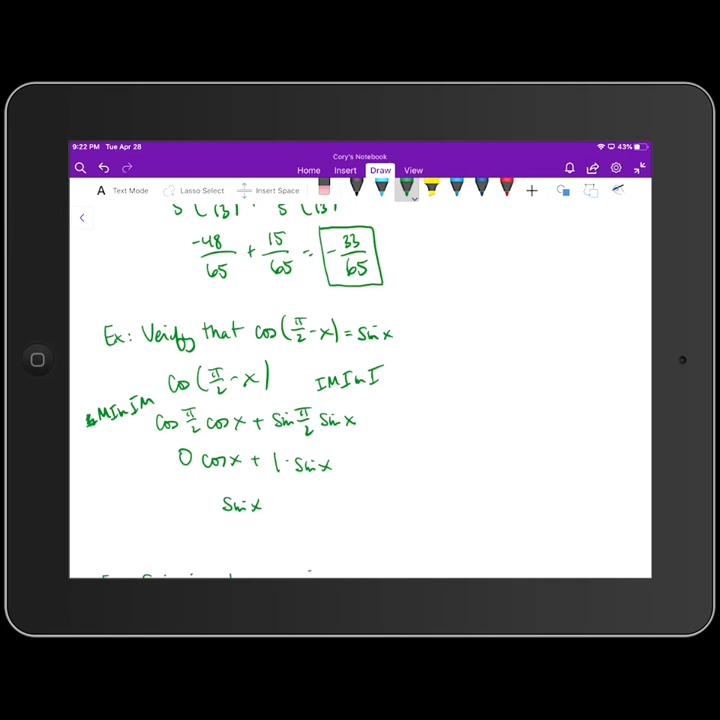 9:22 PM Tue Apr 28
43%
Cory's Notebook
Home Insert Draw View
A Text Mode Lasso Select Insert Space
-48/65 + 15/65 = -33/65
Ex: Verify that cos(π/2 - x) = sin x
cos(π/2 - x)
cos π/2 cos x + sin π/2 sin x
0 cos x + 1 · sin x
sin x